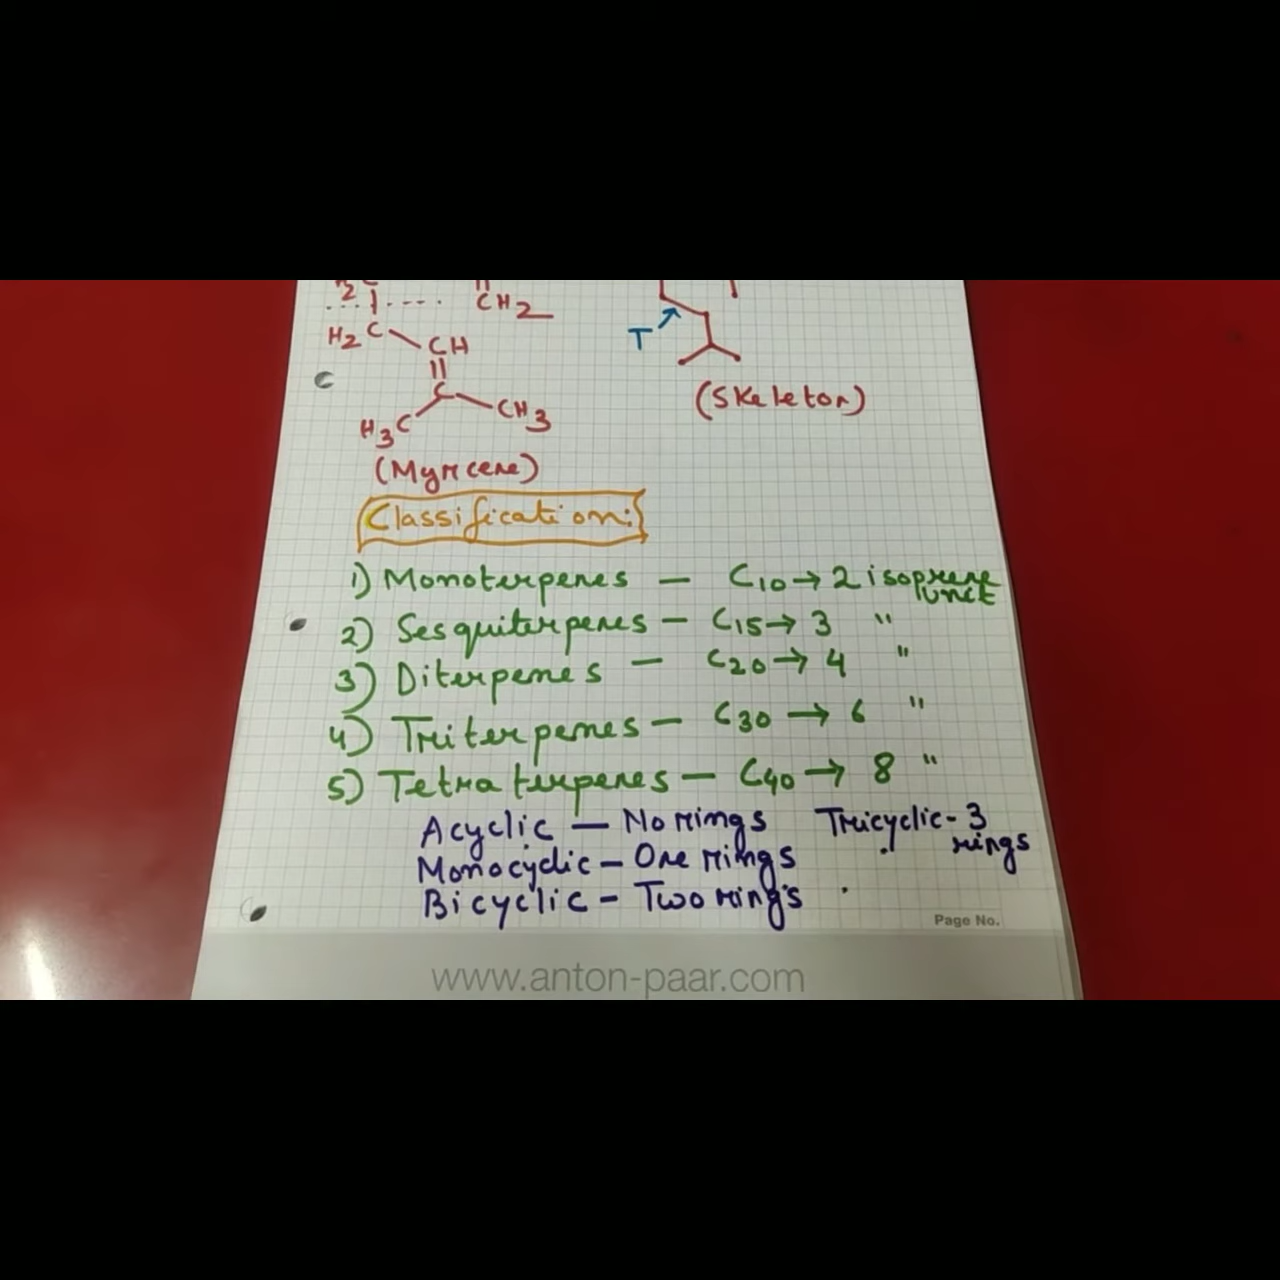 CH2
H2C CH
T
C
H3C CH3
(Skeleton)
(Myrcene)
Classification:
1) Monoterpenes — C10 → 2 isoprene unit
2) Sesquiterpenes — C15 → 3 "
3) Diterpenes — C20 → 4 "
4) Triterpenes — C30 → 6 "
5) Tetraterpenes — C40 → 8 "
Acyclic — No rings Tricyclic - 3 rings
Monocyclic — One rings
Bicyclic - Two rings
Page No.
www.anton-paar.com